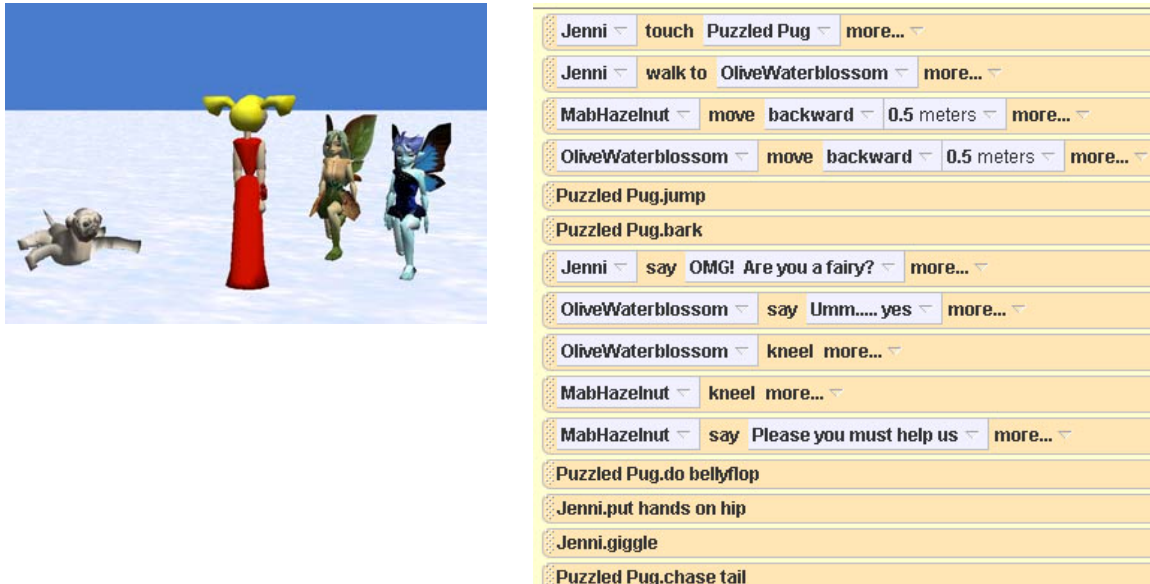 Jenni touch Puzzled Pug more...
Jenni walk to OliveWaterblossom more...
MabHazelnut move backward 0.5 meters more...
OliveWaterblossom move backward 0.5 meters more...
Puzzled Pug.jump
Puzzled Pug.bark
Jenni say OMG! Are you a fairy? more...
OliveWaterblossom say Umm..... yes more...
OliveWaterblossom kneel more...
MabHazelnut kneel more...
MabHazelnut say Please you must help us more...
Puzzled Pug.do bellyflop
Jenni.put hands on hip
Jenni.giggle
Puzzled Pug.chase tail